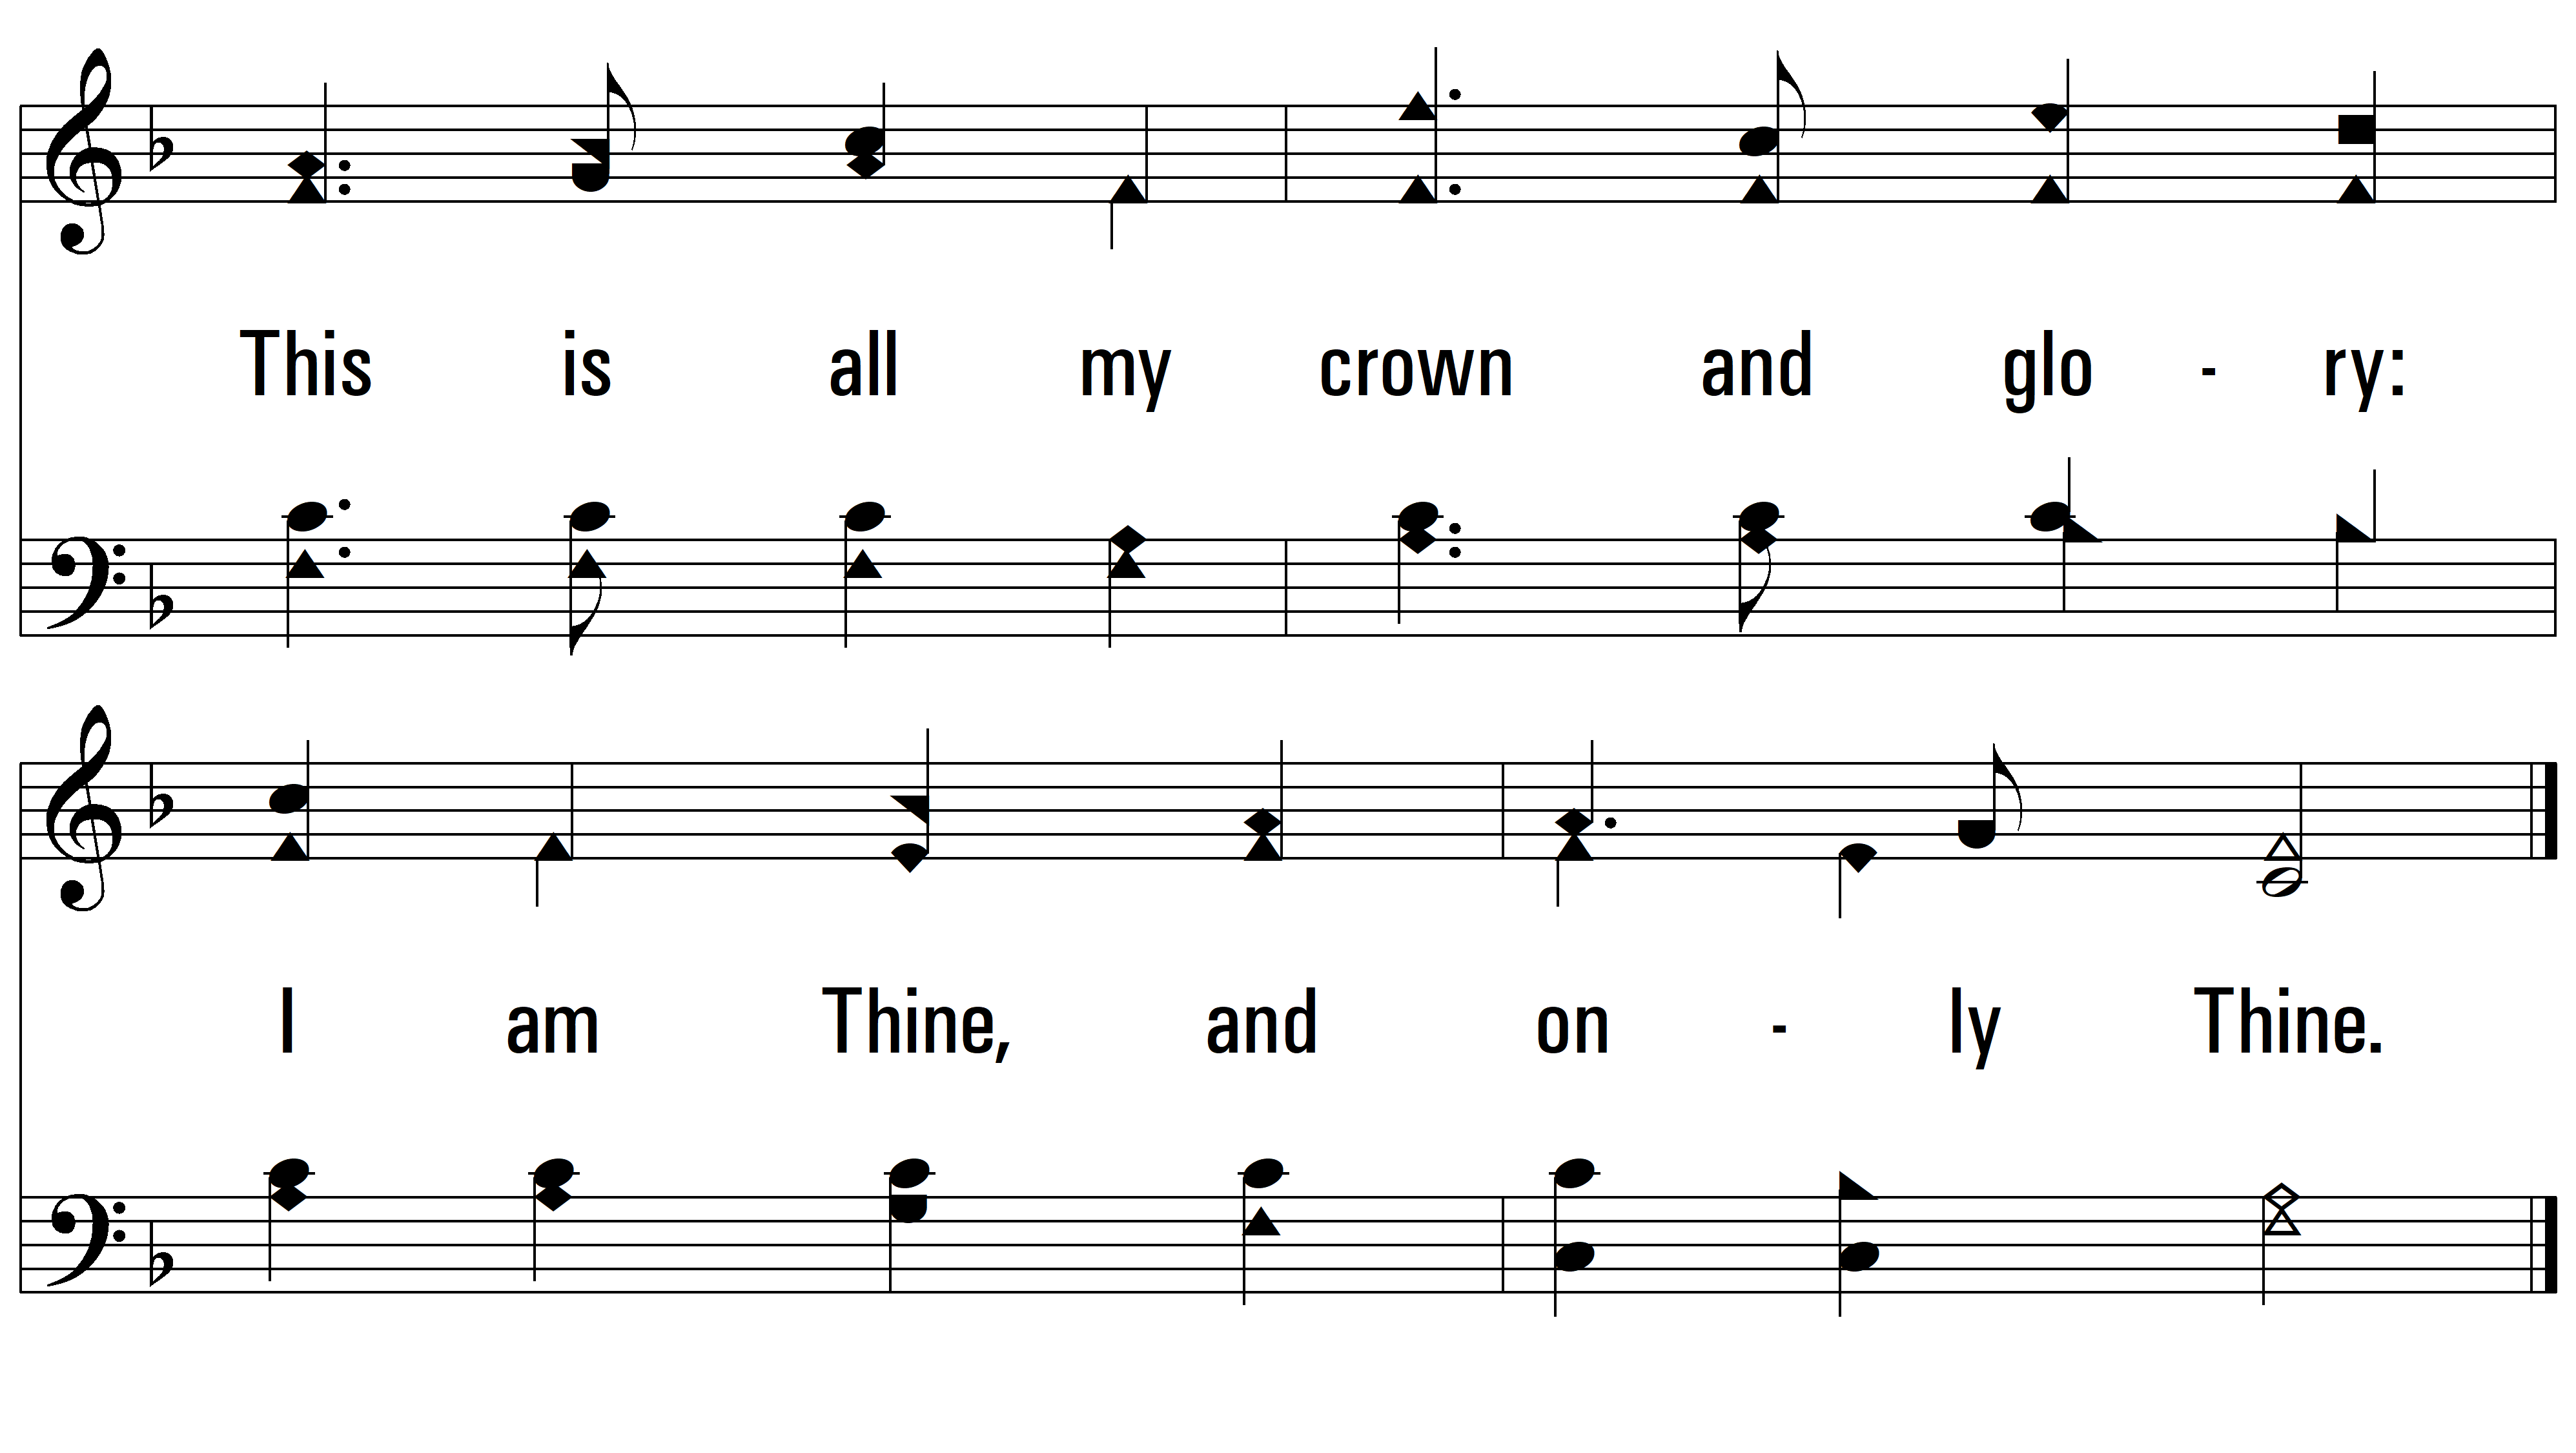 This is all my crown and glo - ry:
I am Thine, and on - ly Thine.